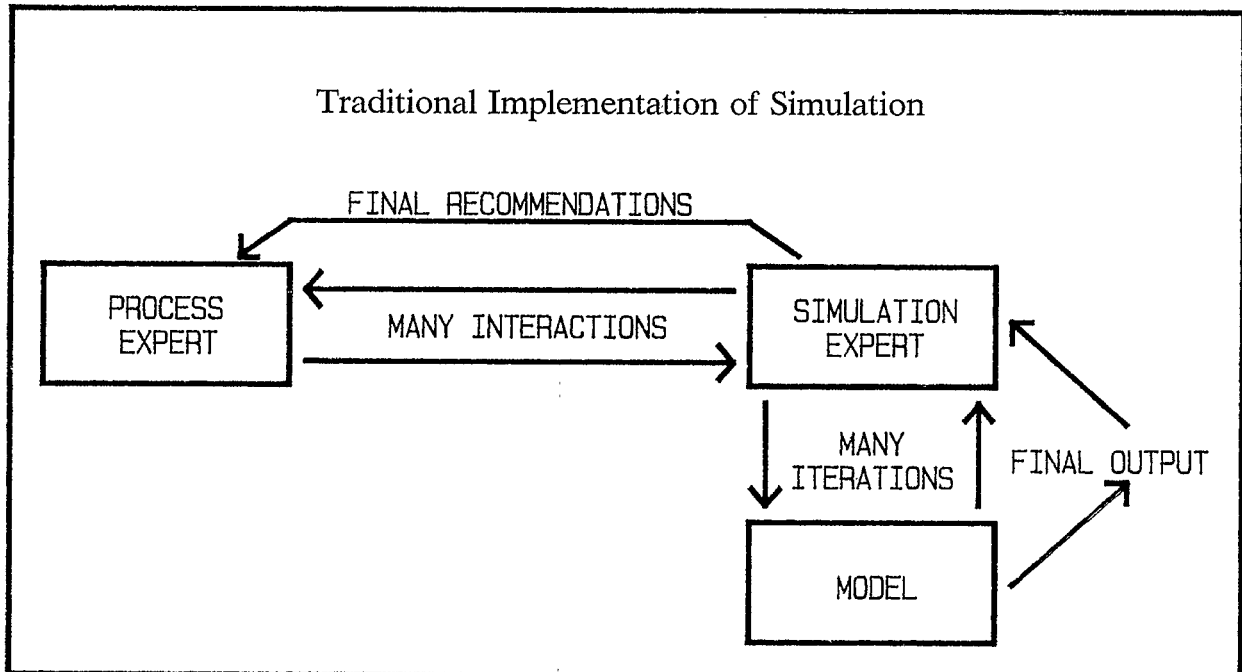 Traditional Implementation of Simulation
FINAL RECOMMENDATIONS
PROCESS
EXPERT
MANY INTERACTIONS
SIMULATION
EXPERT
MANY
ITERATIONS
FINAL OUTPUT
MODEL